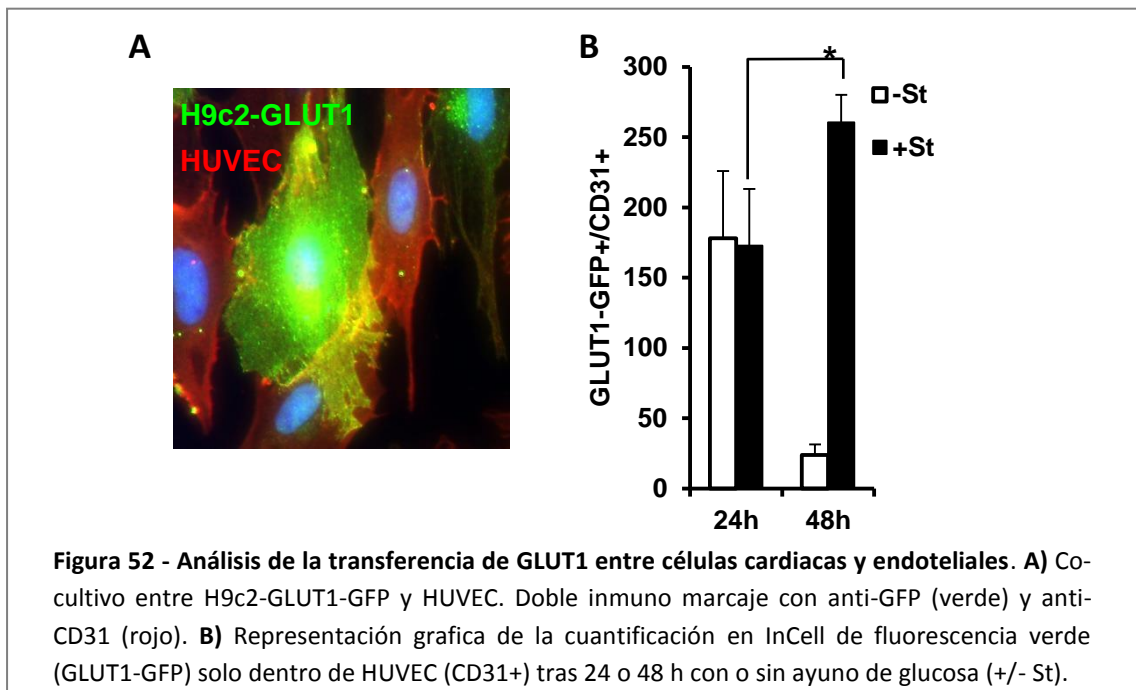 A
H9c2-GLUT1
HUVEC
B
*
300
250
200
150
100
50
0
GLUT1-GFP+/CD31+
24h
48h
-St
+St
Figura 52 - Análisis de la transferencia de GLUT1 entre células cardiacas y endoteliales. A) Co-
cultivo entre H9c2-GLUT1-GFP y HUVEC. Doble inmuno marcaje con anti-GFP (verde) y anti-
CD31 (rojo). B) Representación grafica de la cuantificación en InCell de fluorescencia verde
(GLUT1-GFP) solo dentro de HUVEC (CD31+) tras 24 o 48 h con o sin ayuno de glucosa (+/- St).